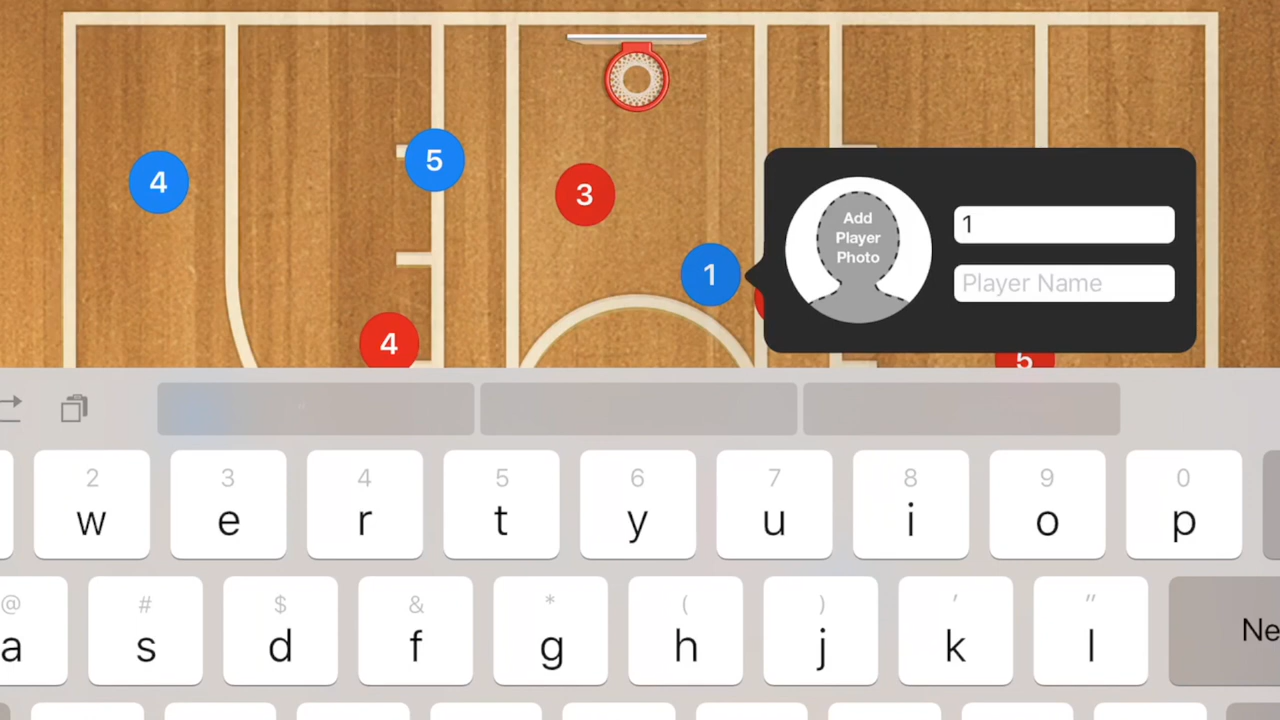 4
5
3
1
4
5
Add
Player
Photo
1
Player Name
2 3 4 5 6 7 8 9 0
w e r t y u i o p
@ # $ & * ( ) ' "
a s d f g h j k l
Ne